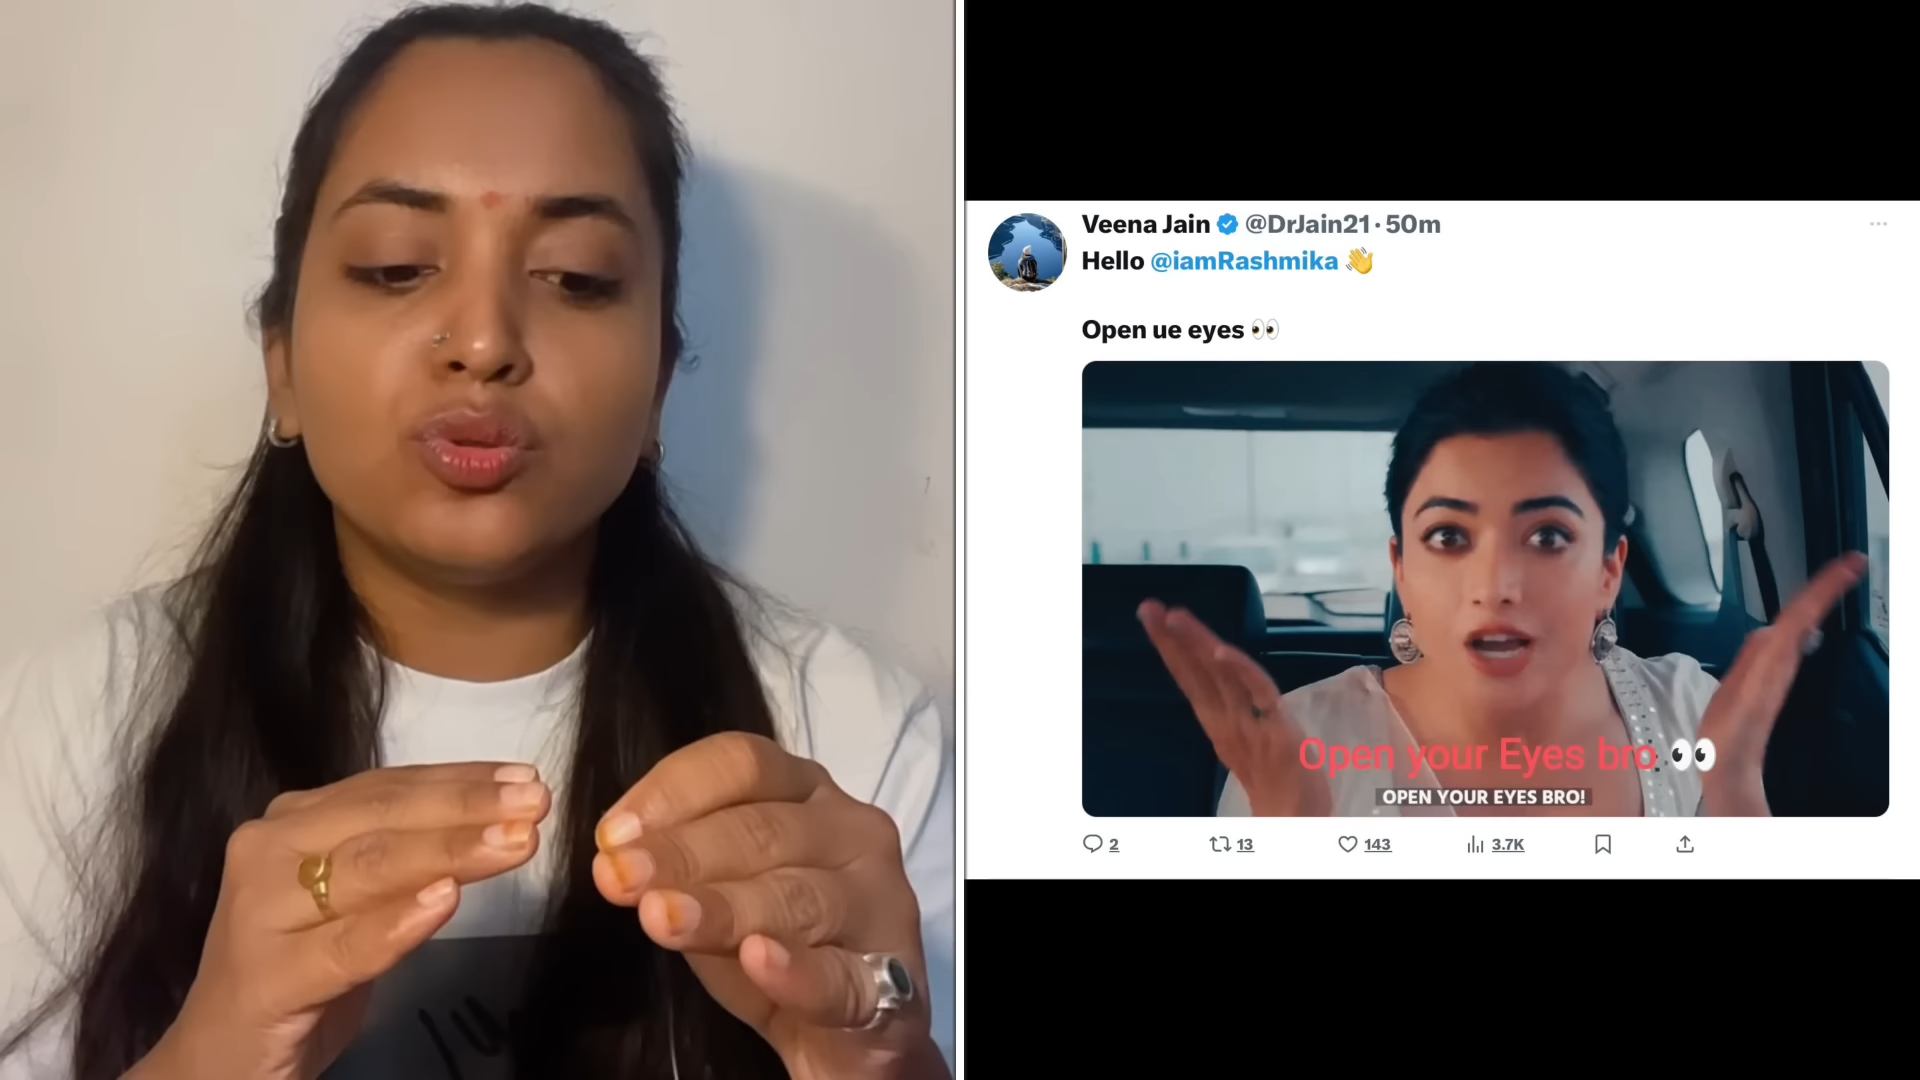 Veena Jain @DrJain21 · 50m
Hello @iamRashmika 👋
Open ue eyes 👀
Open your Eyes bro 👀
OPEN YOUR EYES BRO!
2 13 143 3.7K